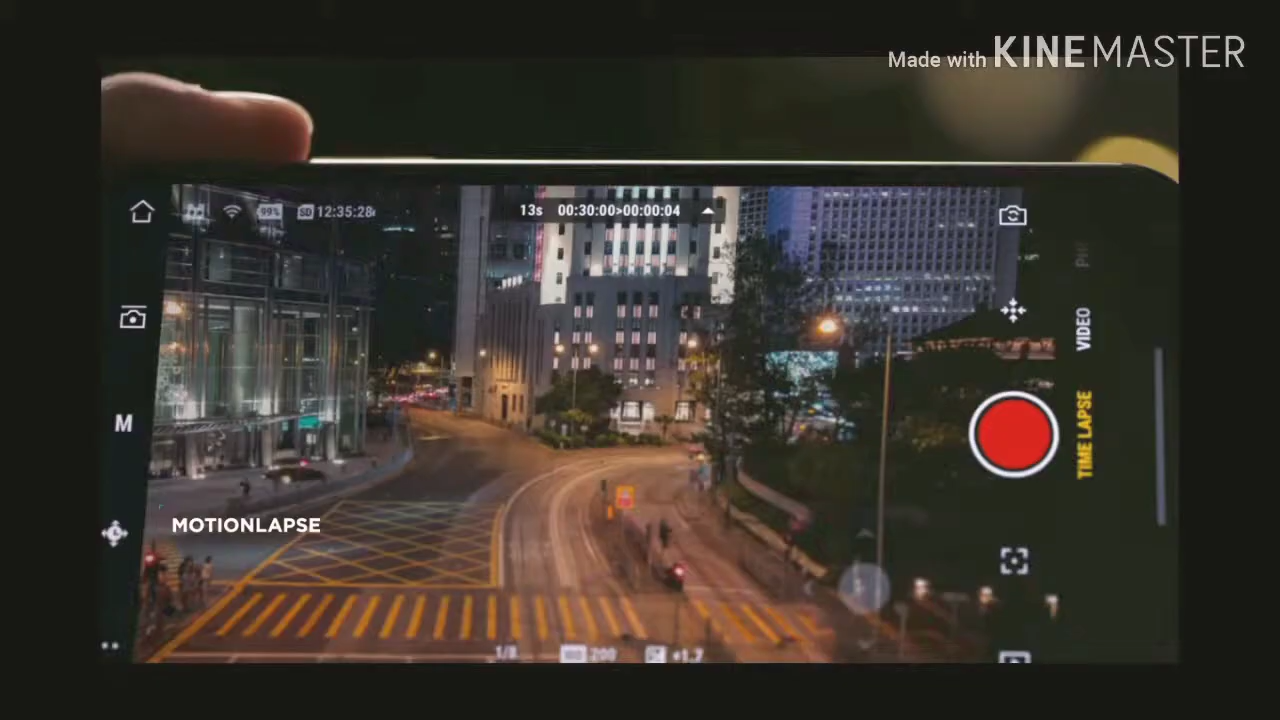 Made with KINEMASTER
99% SD 12:35:28
13s 00:30:00>00:00:04
VIDEO
M
TIME LAPSE
MOTIONLAPSE
1/8 200 +1.7